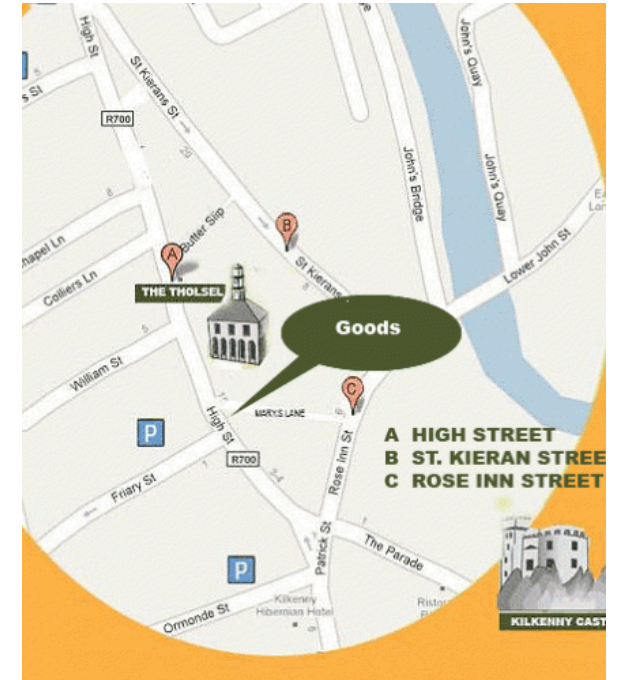 High St
St Kierans St
John's Quay
R700
29
John's Bridge
John's Quay
Chapel Ln
Butter Slip
B
A
St Kierans
Lower John St
Colliers Ln
THE THOLSEL
Goods
William St
C
P
High St
MARYS LANE
A HIGH STREET
B ST. KIERAN STREE
C ROSE INN STREET
R700
Rose Inn St
Friary St
Patrick St
The Parade
P
Kilkenny
Hibernian Hotel
Ormonde St
KILKENNY CAST